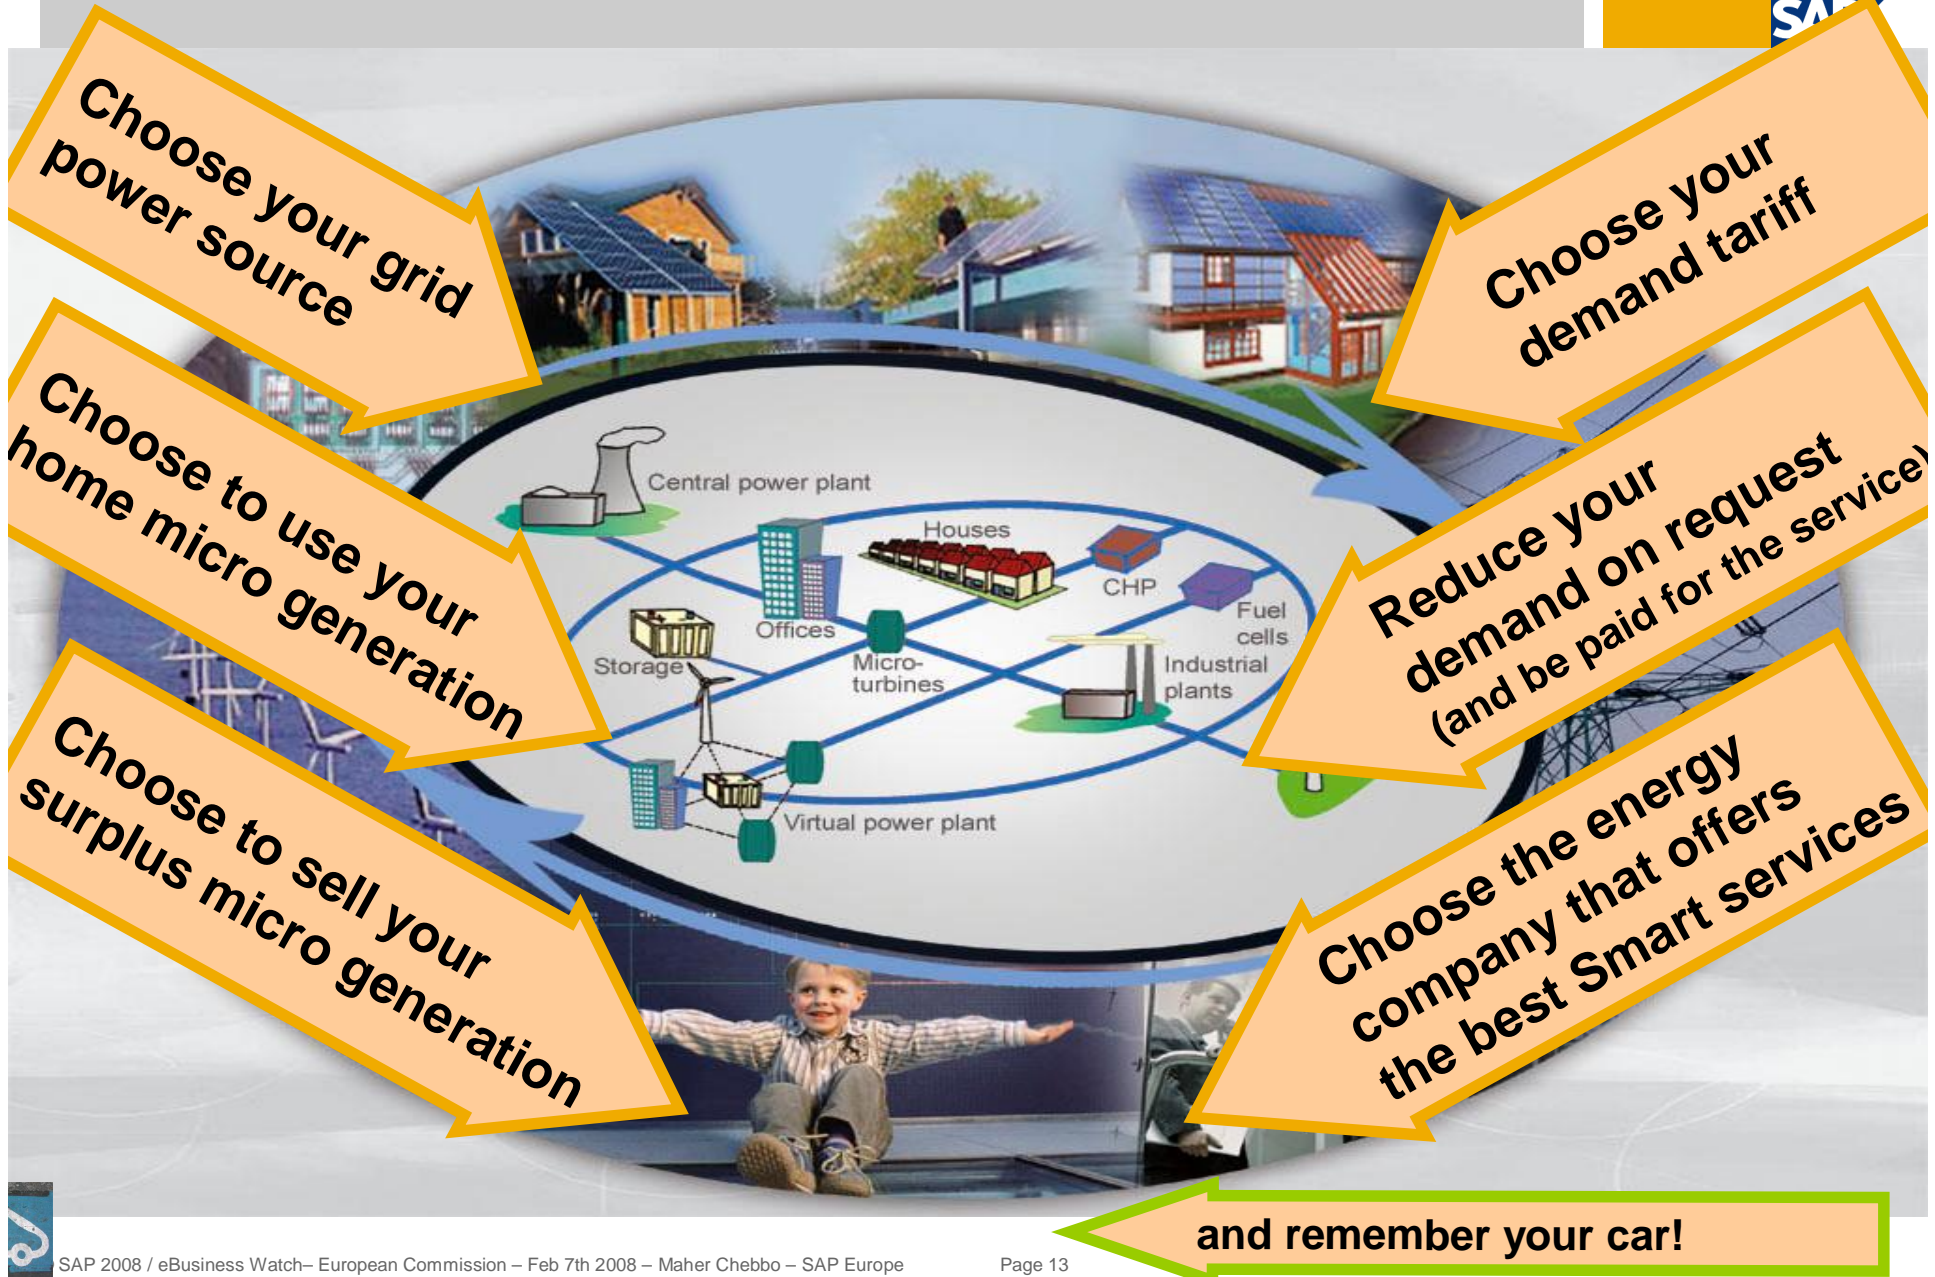 SAP
Choose your grid
power source
Choose your
demand tariff
Choose to use your
home micro generation
Reduce your
demand on request
(and be paid for the service)
Choose to sell your
surplus micro generation
Choose the energy
company that offers
the best Smart services
Central power plant
Houses
CHP
Fuel
cells
Offices
Storage
Micro-
turbines
Industrial
plants
Virtual power plant
and remember your car!
SAP 2008 / eBusiness Watch– European Commission – Feb 7th 2008 – Maher Chebbo – SAP Europe
Page 13